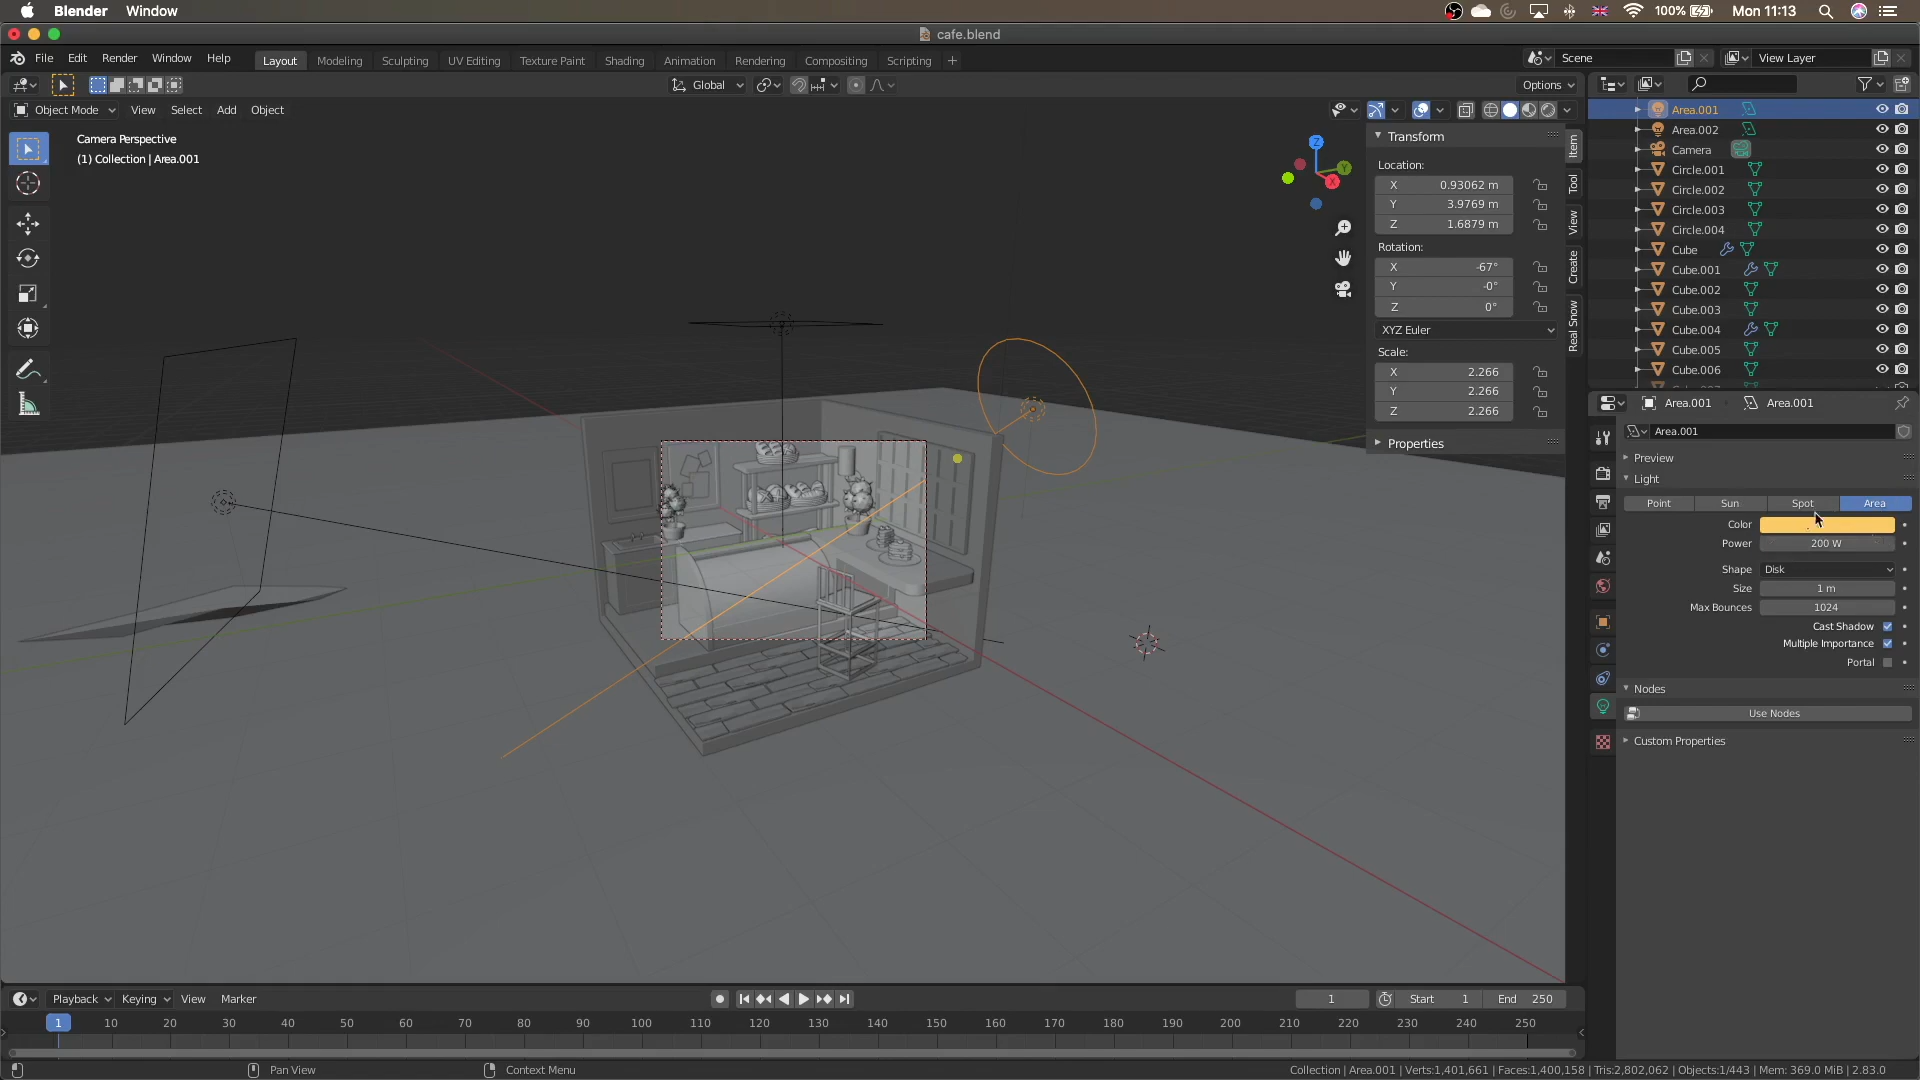 Blender Window 100% Mon 11:13
cafe.blend
File Edit Render Window Help Layout Modeling Sculpting UV Editing Texture Paint Shading Animation Rendering Compositing Scripting + Scene View Layer
Global Options
Object Mode View Select Add Object
Camera Perspective
(1) Collection | Area.001
Z
Y
X
Transform
Location:
X 0.93062 m
Y 3.9769 m
Z 1.6879 m
Rotation:
X -67°
Y -0°
Z 0°
XYZ Euler
Scale:
X 2.266
Y 2.266
Z 2.266
Properties
Item
Tool
View
Create
Real Snow
Area.001
Area.002
Camera
Circle.001
Circle.002
Circle.003
Circle.004
Cube
Cube.001
Cube.002
Cube.003
Cube.004
Cube.005
Cube.006
Area.001 Area.001
Area.001
Preview
Light
Point Sun Spot Area
Color
Power 200 W
Shape Disk
Size 1 m
Max Bounces 1024
Cast Shadow
Multiple Importance
Portal
Nodes
Use Nodes
Custom Properties
Playback Keying View Marker 1 Start 1 End 250
1 10 20 30 40 50 60 70 80 90 100 110 120 130 140 150 160 170 180 190 200 210 220 230 240 250
Pan View Context Menu Collection | Area.001 | Verts:1,401,661 | Faces:1,400,158 | Tris:2,802,062 | Objects:1/443 | Mem: 369.0 MiB | 2.83.0